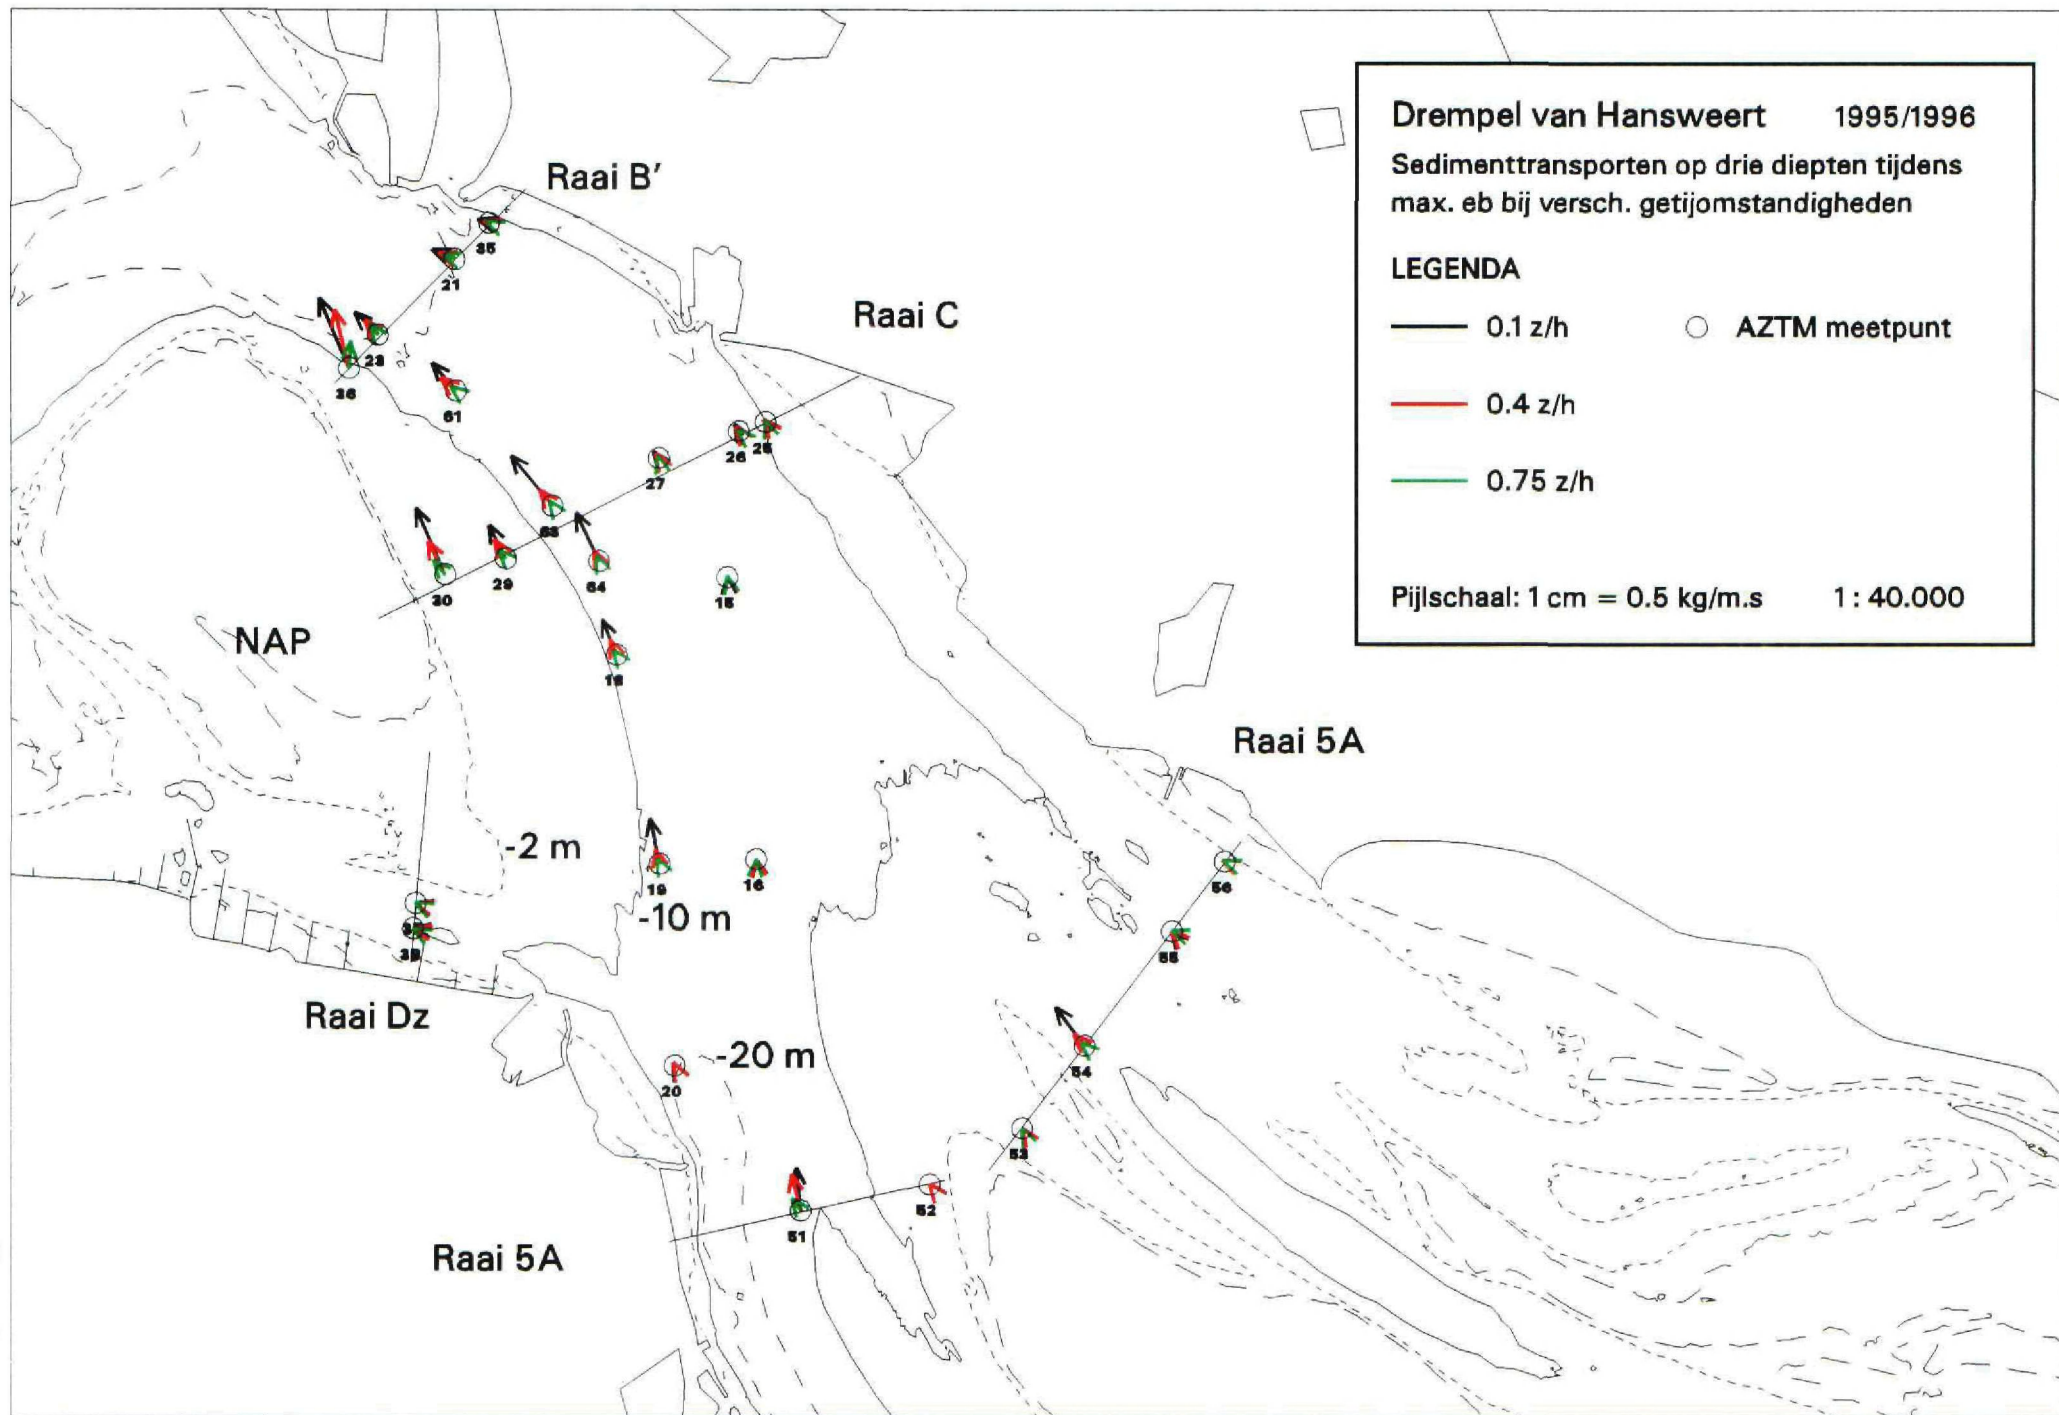 Drempel van Hansweert 1995/1996
Sedimenttransporten op drie diepten tijdens
max. eb bij versch. getijomstandigheden
LEGENDA
0.1 z/h AZTM meetpunt
0.4 z/h
0.75 z/h
Pijlschaal: 1 cm = 0.5 kg/m.s 1 : 40.000
Raai B'
35
21
Raai C
23
36
61
25
26
27
63
64
29
30
15
NAP
Raai 5A
-2 m
19
16
56
-10 m
55
Raai Dz
-20 m
54
20
53
52
51
Raai 5A